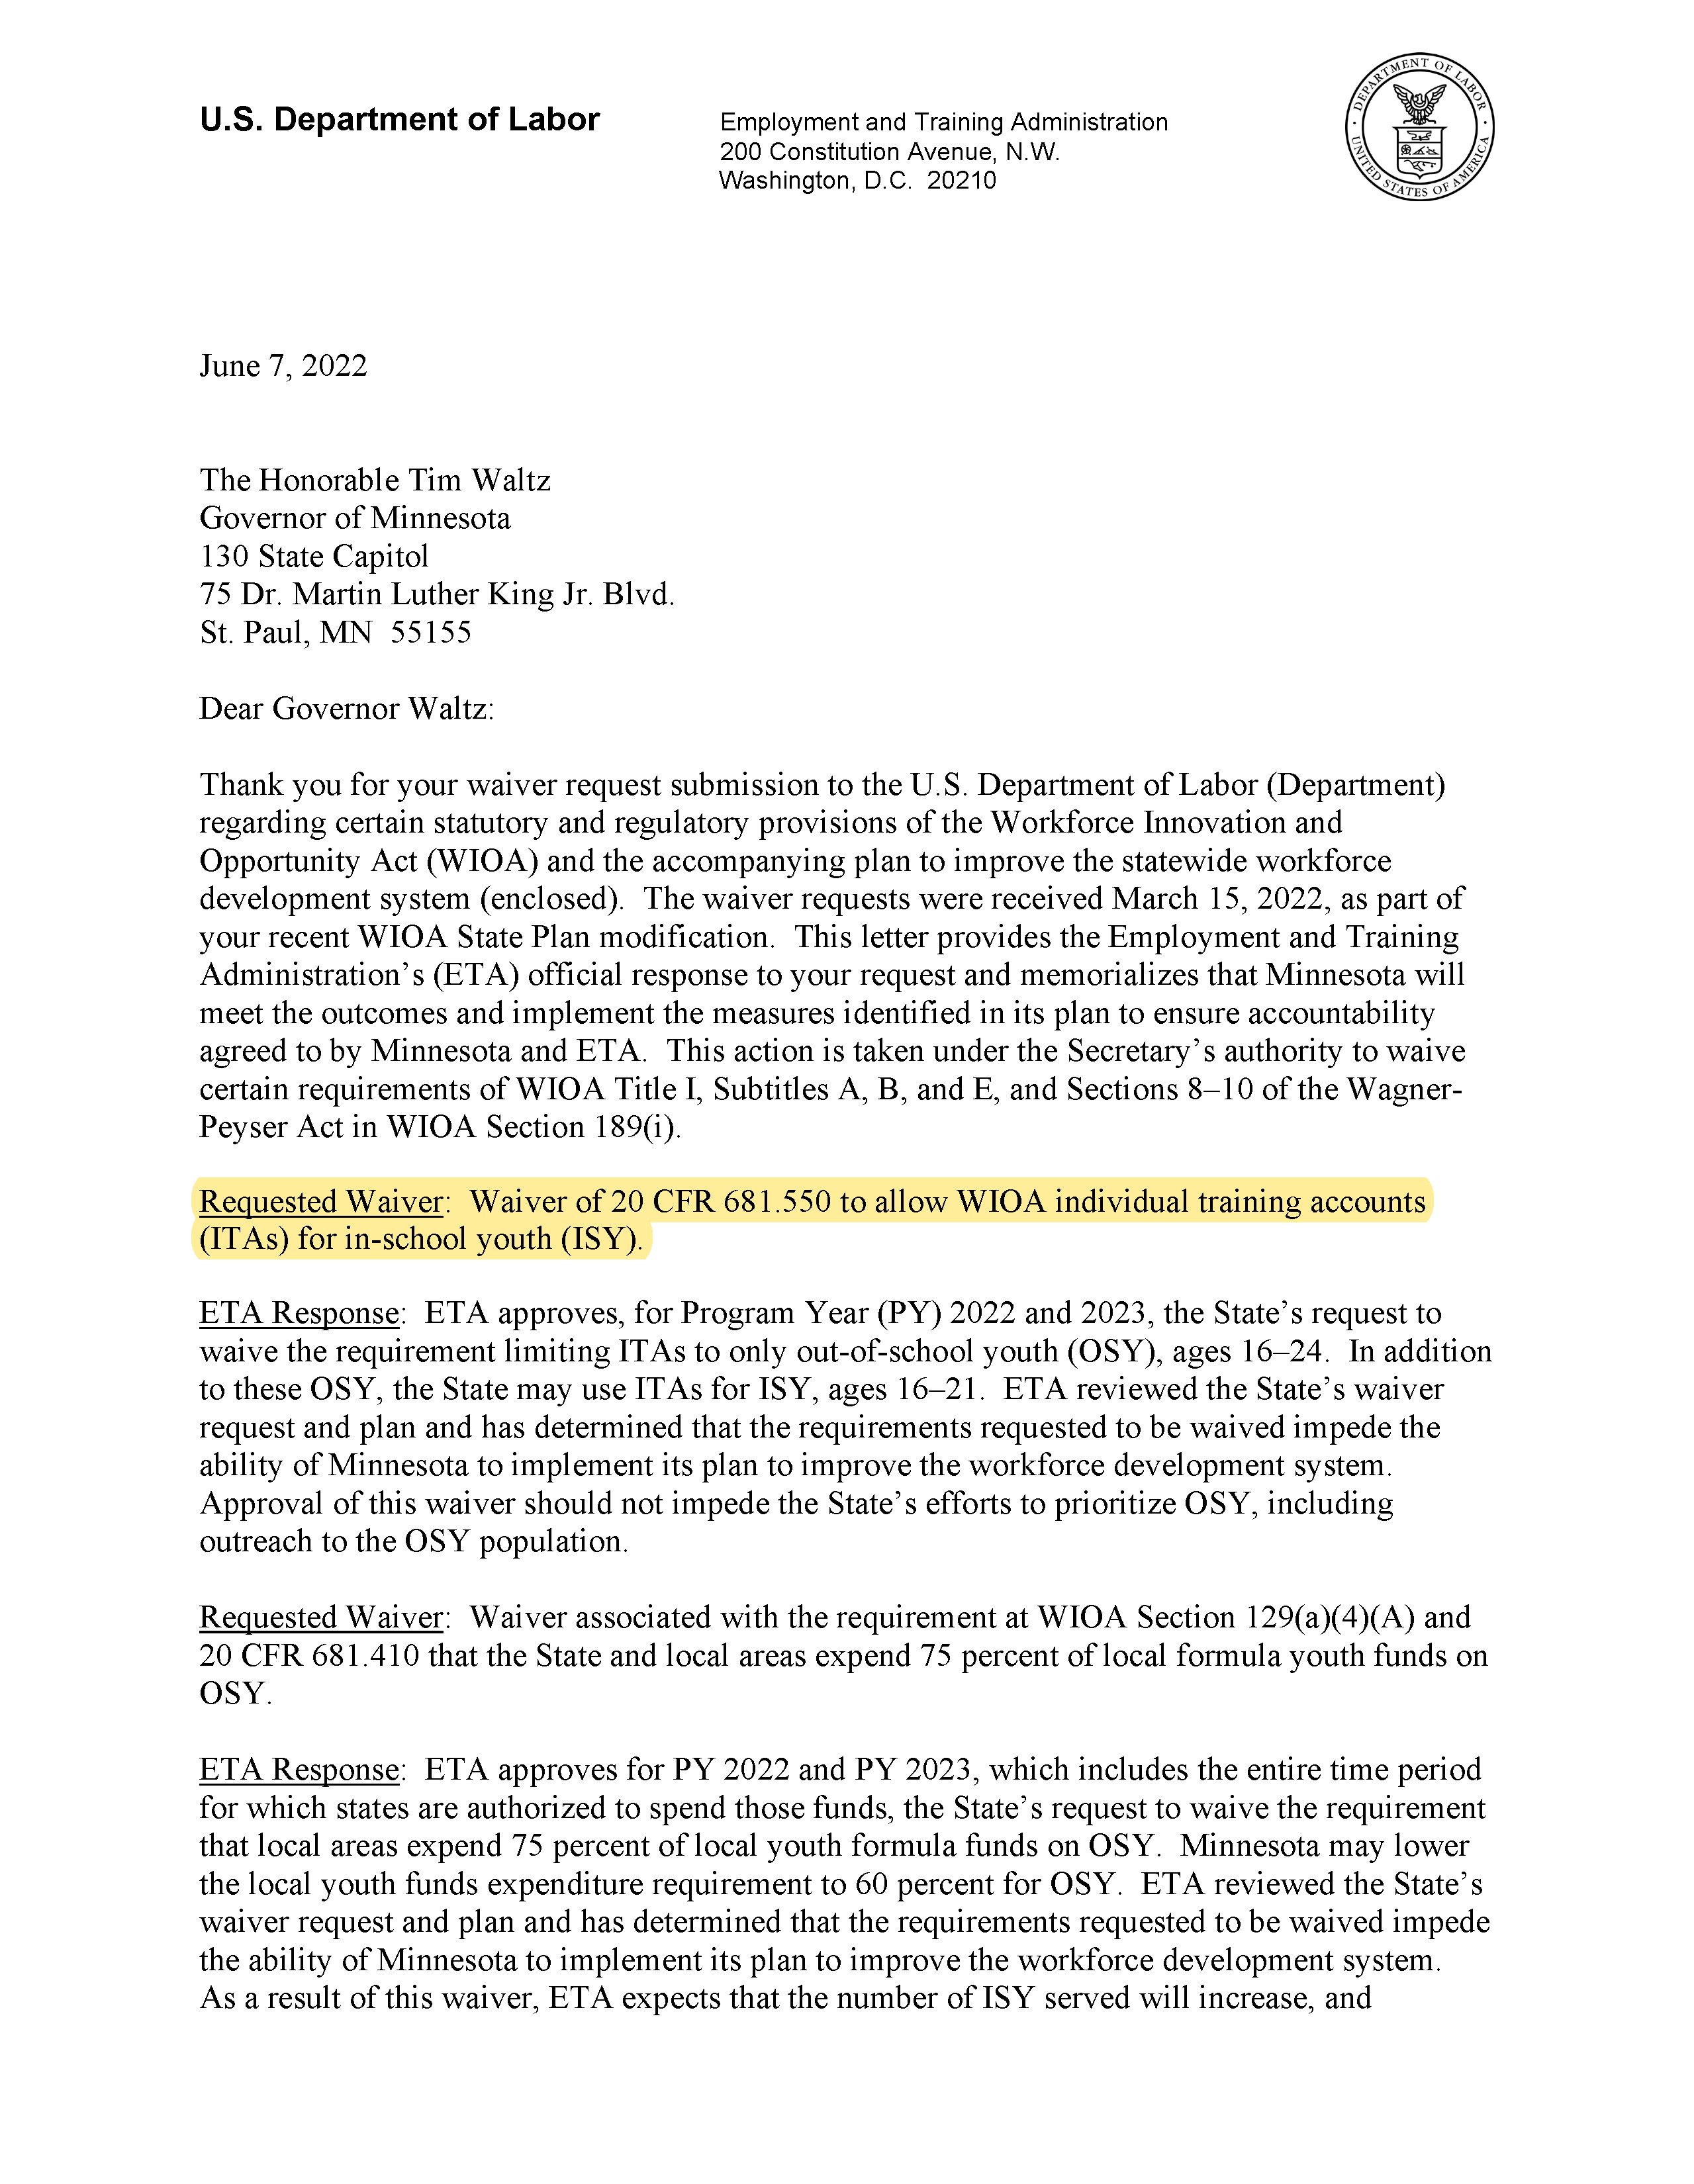 U.S. Department of Labor
Employment and Training Administration
200 Constitution Avenue, N.W.
Washington, D.C.  20210
DEPARTMENT OF LABOR
UNITED STATES OF AMERICA
June 7, 2022
The Honorable Tim Waltz
Governor of Minnesota
130 State Capitol
75 Dr. Martin Luther King Jr. Blvd.
St. Paul, MN  55155
Dear Governor Waltz:
Thank you for your waiver request submission to the U.S. Department of Labor (Department)
regarding certain statutory and regulatory provisions of the Workforce Innovation and
Opportunity Act (WIOA) and the accompanying plan to improve the statewide workforce
development system (enclosed).  The waiver requests were received March 15, 2022, as part of
your recent WIOA State Plan modification.  This letter provides the Employment and Training
Administration’s (ETA) official response to your request and memorializes that Minnesota will
meet the outcomes and implement the measures identified in its plan to ensure accountability
agreed to by Minnesota and ETA.  This action is taken under the Secretary’s authority to waive
certain requirements of WIOA Title I, Subtitles A, B, and E, and Sections 8–10 of the Wagner-
Peyser Act in WIOA Section 189(i).
Requested Waiver:  Waiver of 20 CFR 681.550 to allow WIOA individual training accounts
(ITAs) for in-school youth (ISY).
ETA Response:  ETA approves, for Program Year (PY) 2022 and 2023, the State’s request to
waive the requirement limiting ITAs to only out-of-school youth (OSY), ages 16–24.  In addition
to these OSY, the State may use ITAs for ISY, ages 16–21.  ETA reviewed the State’s waiver
request and plan and has determined that the requirements requested to be waived impede the
ability of Minnesota to implement its plan to improve the workforce development system.
Approval of this waiver should not impede the State’s efforts to prioritize OSY, including
outreach to the OSY population.
Requested Waiver:  Waiver associated with the requirement at WIOA Section 129(a)(4)(A) and
20 CFR 681.410 that the State and local areas expend 75 percent of local formula youth funds on
OSY.
ETA Response:  ETA approves for PY 2022 and PY 2023, which includes the entire time period
for which states are authorized to spend those funds, the State’s request to waive the requirement
that local areas expend 75 percent of local youth formula funds on OSY.  Minnesota may lower
the local youth funds expenditure requirement to 60 percent for OSY.  ETA reviewed the State’s
waiver request and plan and has determined that the requirements requested to be waived impede
the ability of Minnesota to implement its plan to improve the workforce development system.
As a result of this waiver, ETA expects that the number of ISY served will increase, and